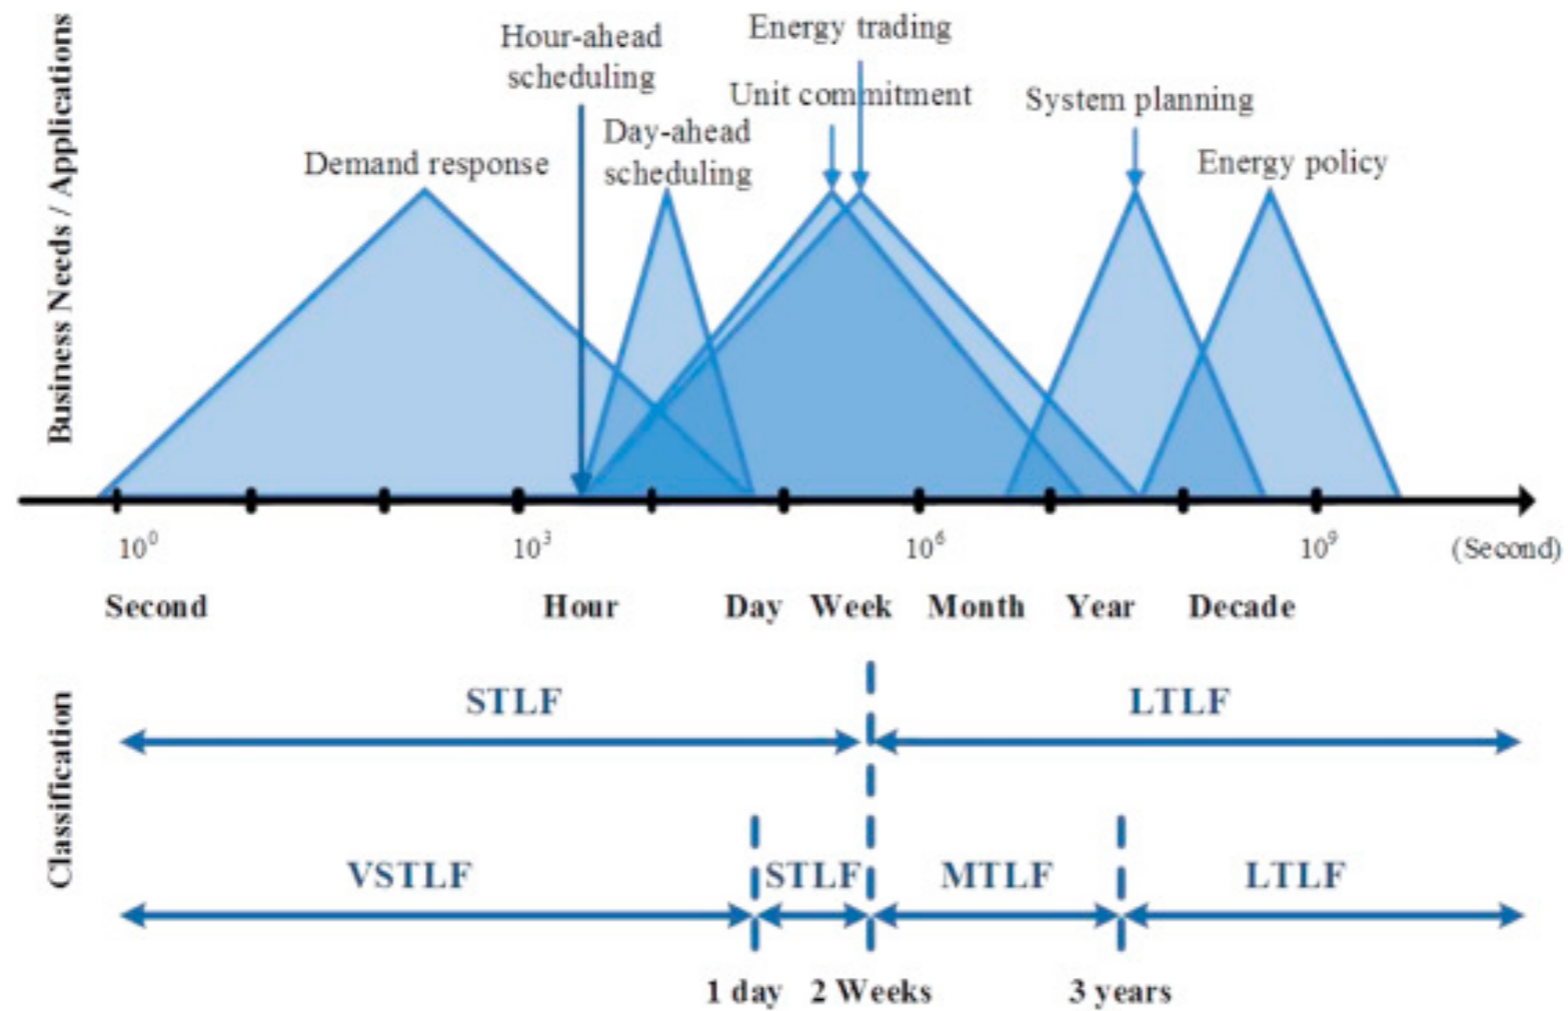 Business Needs / Applications
Hour-ahead
scheduling
Energy trading
Unit commitment
System planning
Day-ahead
scheduling
Demand response
Energy policy
10⁰
10³
10⁶
10⁹
(Second)
Second
Hour
Day
Week
Month
Year
Decade
Classification
STLF
LTLF
VSTLF
STLF
MTLF
LTLF
1 day
2 Weeks
3 years